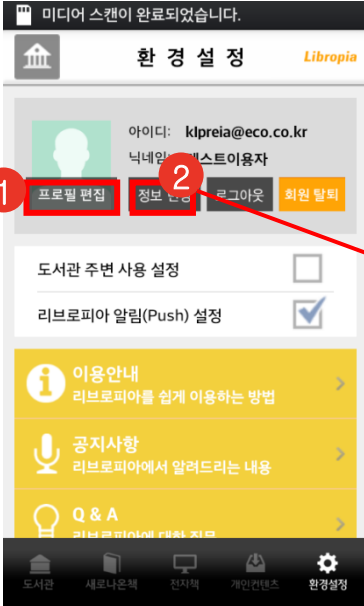 미디어 스캔이 완료되었습니다.
환 경 설 정
Libropia
아이디: klpreia@eco.co.kr
닉네임: 테스트이용자
1 프로필 편집 정보 2 로그아웃 회원 탈퇴
도서관 주변 사용 설정
리브로피아 알림(Push) 설정
이용안내
리브로피아를 쉽게 이용하는 방법
공지사항
리브로피아에서 알려드리는 내용
Q & A
리브로피아에 대한 질문
도서관 새로나온책 전자책 개인컨텐츠 환경설정